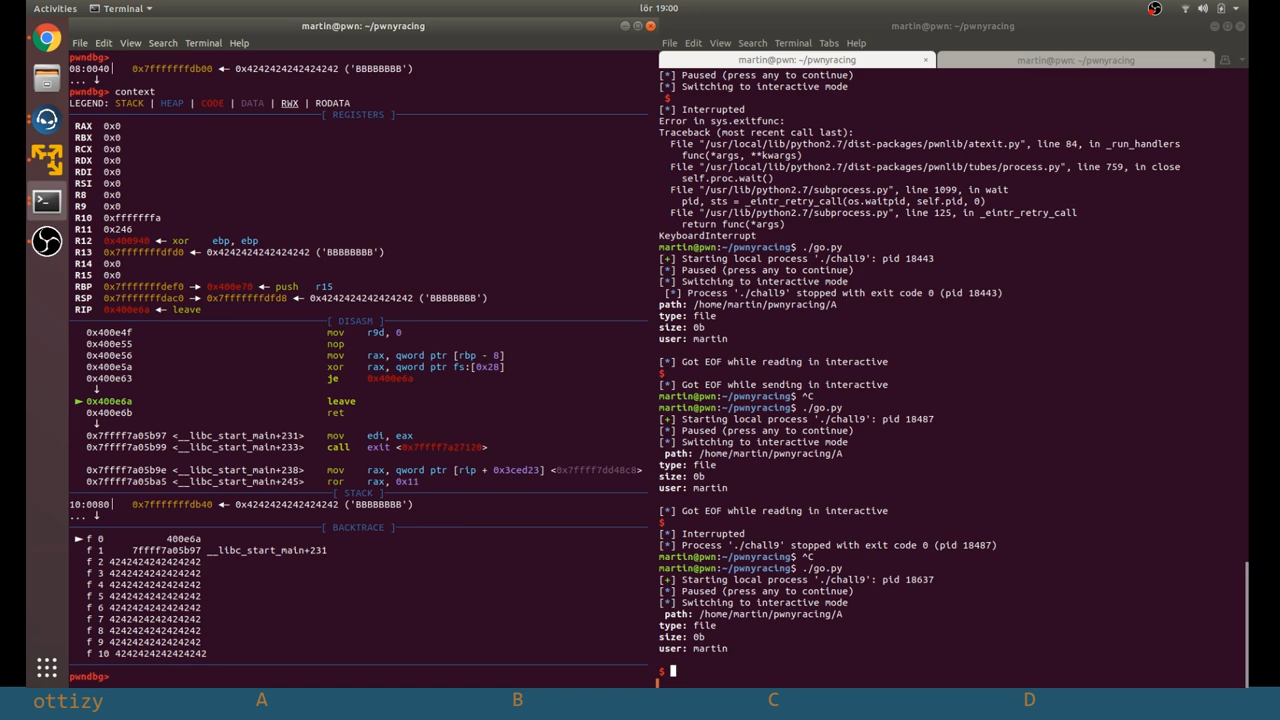 Activities Terminal lör 19:00
martin@pwn: ~/pwnyracing
File Edit View Search Terminal Help
pwndbg>
08:0040│ 0x7fffffffdb00 ◂— 0x4242424242424242 ('BBBBBBBB')
... ↓
pwndbg> context
LEGEND: STACK | HEAP | CODE | DATA | RWX | RODATA
[ REGISTERS ]
RAX 0x0
RBX 0x0
RCX 0x0
RDX 0x0
RDI 0x0
RSI 0x0
R8 0x0
R9 0x0
R10 0xfffffffa
R11 0x246
R12 0x400940 ◂— xor ebp, ebp
R13 0x7fffffffdfd0 ◂— 0x4242424242424242 ('BBBBBBBB')
R14 0x0
R15 0x0
RBP 0x7fffffffdef0 —▸ 0x400e70 ◂— push r15
RSP 0x7fffffffdac0 —▸ 0x7fffffffdfd8 ◂— 0x4242424242424242 ('BBBBBBBB')
RIP 0x400e6a ◂— leave
[ DISASM ]
0x400e4f mov r9d, 0
0x400e55 nop
0x400e56 mov rax, qword ptr [rbp - 8]
0x400e5a xor rax, qword ptr fs:[0x28]
0x400e63 je 0x400e6a
↓
► 0x400e6a leave
0x400e6b ret
↓
0x7ffff7a05b97 <__libc_start_main+231> mov edi, eax
0x7ffff7a05b99 <__libc_start_main+233> call exit <0x7ffff7a27120>
0x7ffff7a05b9e <__libc_start_main+238> mov rax, qword ptr [rip + 0x3ced23] <0x7ffff7dd48c8>
0x7ffff7a05ba5 <__libc_start_main+245> ror rax, 0x11
[ STACK ]
10:0080│ 0x7fffffffdb40 ◂— 0x4242424242424242 ('BBBBBBBB')
... ↓
[ BACKTRACE ]
► f 0 400e6a
f 1 7ffff7a05b97 __libc_start_main+231
f 2 4242424242424242
f 3 4242424242424242
f 4 4242424242424242
f 5 4242424242424242
f 6 4242424242424242
f 7 4242424242424242
f 8 4242424242424242
f 9 4242424242424242
f 10 4242424242424242
pwndbg>
martin@pwn: ~/pwnyracing
File Edit View Search Terminal Tabs Help
martin@pwn: ~/pwnyracing × martin@pwn: ~/pwnyracing ×
[*] Paused (press any to continue)
[*] Switching to interactive mode
$
[*] Interrupted
Error in sys.exitfunc:
Traceback (most recent call last):
File "/usr/local/lib/python2.7/dist-packages/pwnlib/atexit.py", line 84, in _run_handlers
func(*args, **kwargs)
File "/usr/local/lib/python2.7/dist-packages/pwnlib/tubes/process.py", line 759, in close
self.proc.wait()
File "/usr/lib/python2.7/subprocess.py", line 1099, in wait
pid, sts = _eintr_retry_call(os.waitpid, self.pid, 0)
File "/usr/lib/python2.7/subprocess.py", line 125, in _eintr_retry_call
return func(*args)
KeyboardInterrupt
martin@pwn:~/pwnyracing$ ./go.py
[+] Starting local process './chall9': pid 18443
[*] Paused (press any to continue)
[*] Switching to interactive mode
[*] Process './chall9' stopped with exit code 0 (pid 18443)
path: /home/martin/pwnyracing/A
type: file
size: 0b
user: martin
[*] Got EOF while reading in interactive
$
[*] Got EOF while sending in interactive
martin@pwn:~/pwnyracing$ ^C
martin@pwn:~/pwnyracing$ ./go.py
[+] Starting local process './chall9': pid 18487
[*] Paused (press any to continue)
[*] Switching to interactive mode
path: /home/martin/pwnyracing/A
type: file
size: 0b
user: martin
[*] Got EOF while reading in interactive
$
[*] Interrupted
[*] Process './chall9' stopped with exit code 0 (pid 18487)
martin@pwn:~/pwnyracing$ ^C
martin@pwn:~/pwnyracing$ ./go.py
[+] Starting local process './chall9': pid 18637
[*] Paused (press any to continue)
[*] Switching to interactive mode
path: /home/martin/pwnyracing/A
type: file
size: 0b
user: martin
$
ottizy A B C D